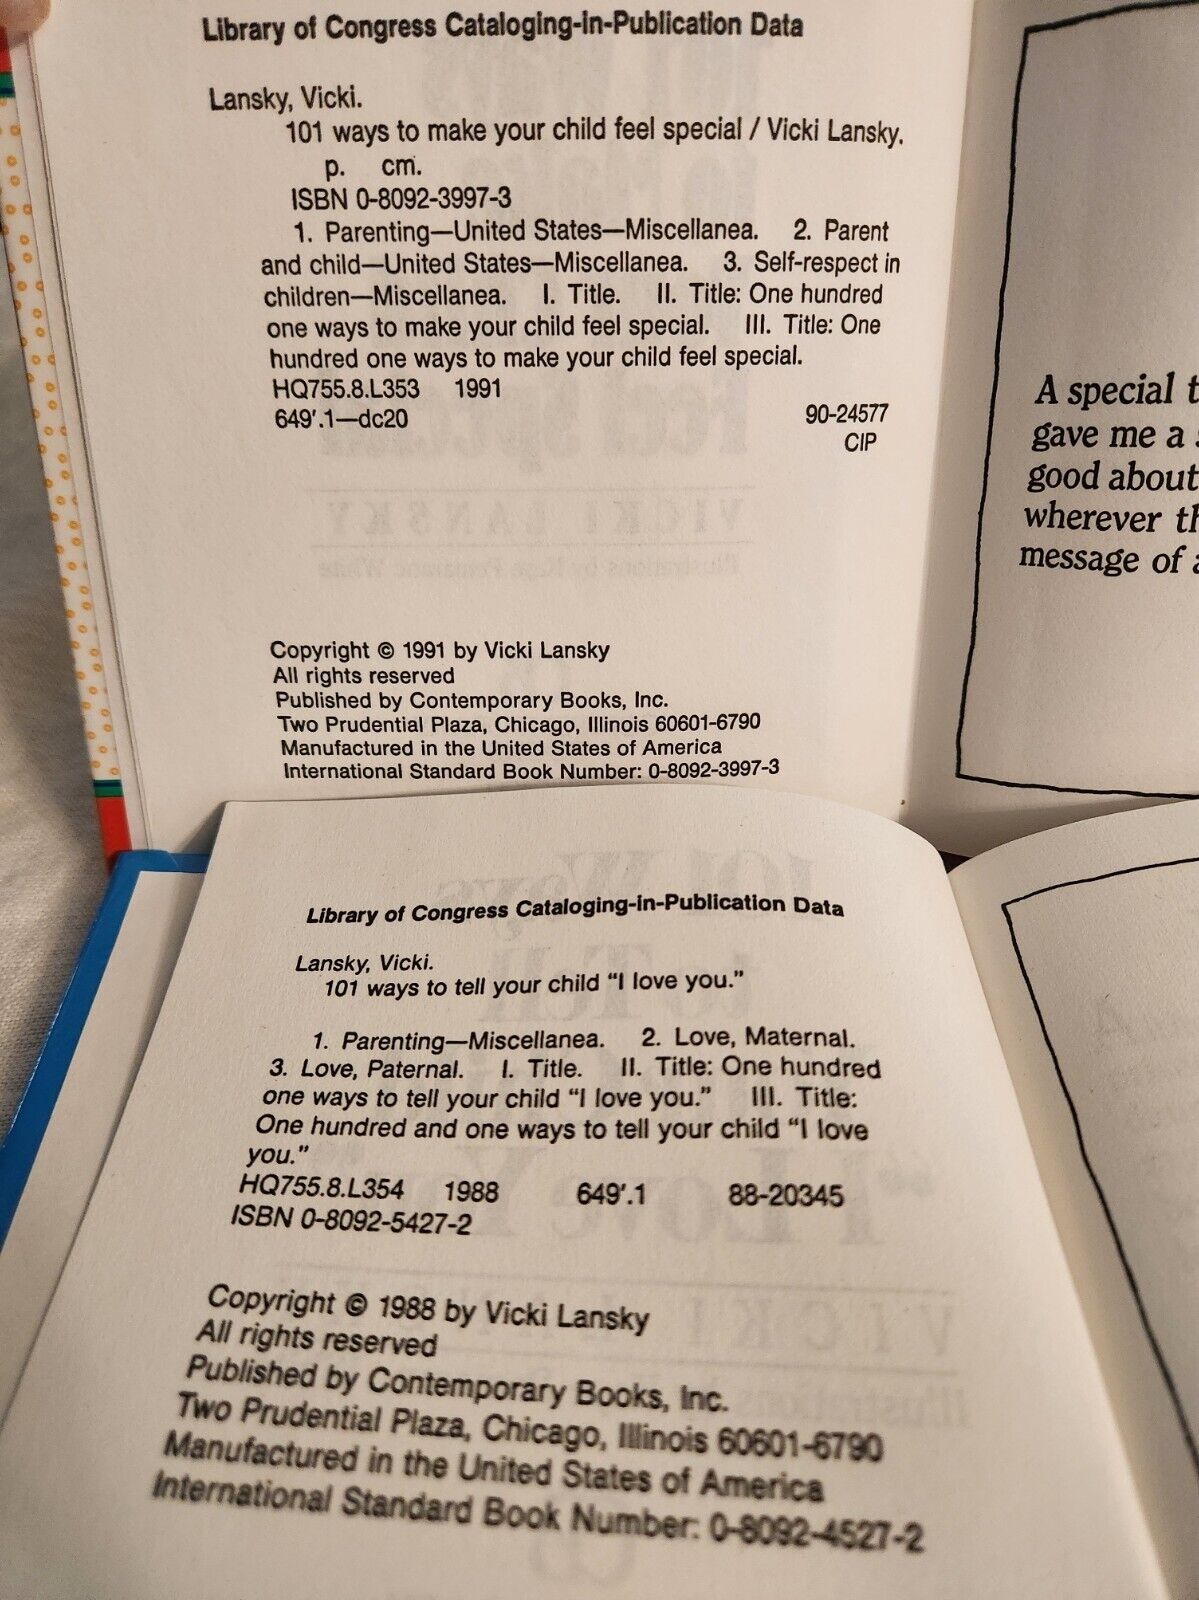 Library of Congress Cataloging-in-Publication Data
Lansky, Vicki.
101 ways to make your child feel special / Vicki Lansky.
p. cm.
ISBN 0-8092-3997-3
1. Parenting—United States—Miscellanea. 2. Parent
and child—United States—Miscellanea. 3. Self-respect in
children—Miscellanea. I. Title. II. Title: One hundred
one ways to make your child feel special. III. Title: One
hundred one ways to make your child feel special.
HQ755.8.L353 1991
649′.1—dc20 90-24577
CIP
Copyright © 1991 by Vicki Lansky
All rights reserved
Published by Contemporary Books, Inc.
Two Prudential Plaza, Chicago, Illinois 60601-6790
Manufactured in the United States of America
International Standard Book Number: 0-8092-3997-3
A special
gave me a
good about
wherever
message of
Library of Congress Cataloging-in-Publication Data
Lansky, Vicki.
101 ways to tell your child “I love you.”
1. Parenting—Miscellanea. 2. Love, Maternal.
3. Love, Paternal. I. Title. II. Title: One hundred
one ways to tell your child “I love you.” III. Title:
One hundred and one ways to tell your child “I love
you.”
HQ755.8.L354 1988 649′.1 88-20345
ISBN 0-8092-5427-2
Copyright © 1988 by Vicki Lansky
All rights reserved
Published by Contemporary Books, Inc.
Two Prudential Plaza, Chicago, Illinois 60601-6790
Manufactured in the United States of America
International Standard Book Number: 0-8092-4527-2